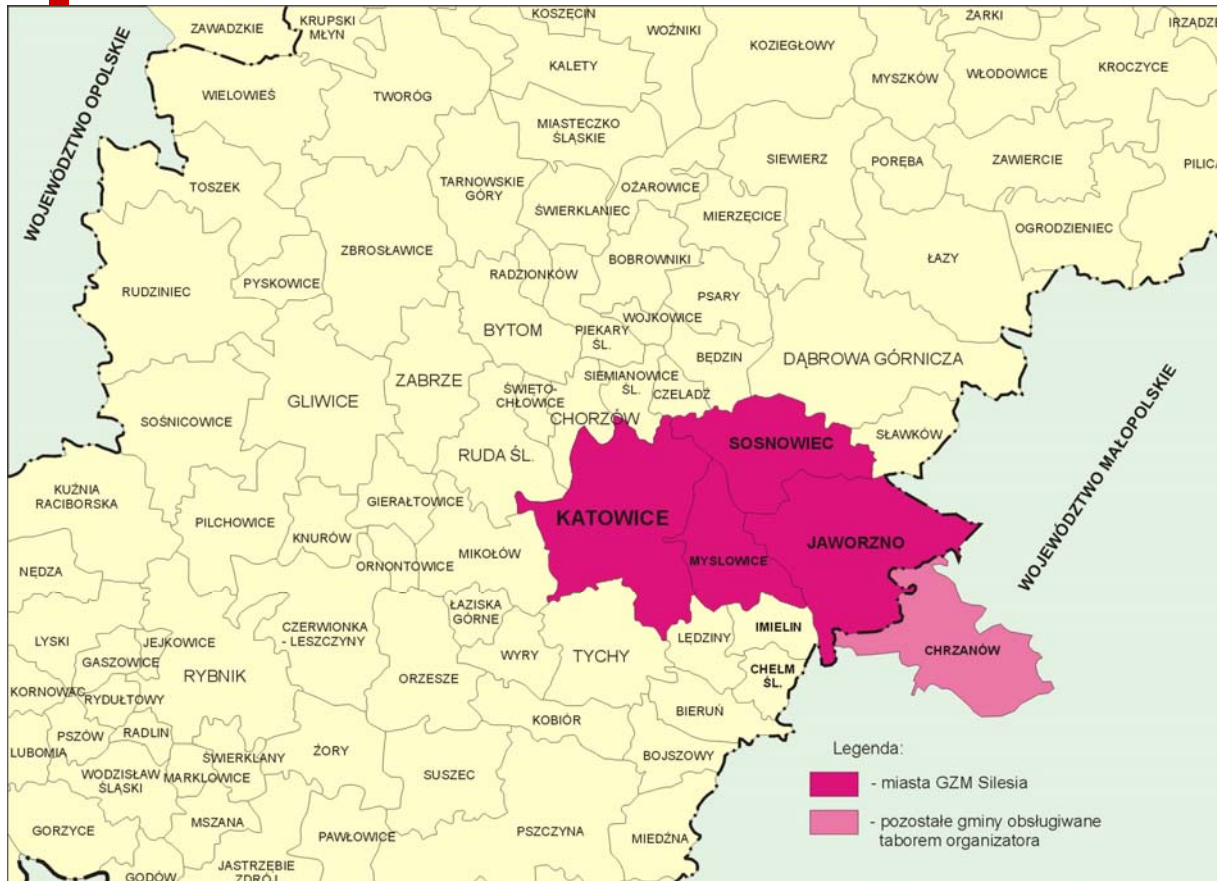 ZAWADZKIE
KRUPSKI
MŁYN
KOSZĘCIN
WOŹNIKI
ŻARKI
IRZĄDZE
KOZIEGŁOWY
KALETY
MYSZKÓW
WŁODOWICE
KROCZYCE
WOJEWÓDZTWO OPOLSKIE
WIELOWIEŚ
TWORÓG
MIASTECZKO
ŚLĄSKIE
SIEWIERZ
PORĘBA
ZAWIERCIE
PILICA
TOSZEK
TARNOWSKIE
GÓRY
OŻAROWICE
ŚWIERKLANIEC
MIERZĘCICE
OGRODZIENIEC
ZBROSŁAWICE
BOBROWNIKI
ŁAZY
RADZIONKÓW
RUDZINIEC
PYSKOWICE
PSARY
WOJKOWICE
BYTOM
PIEKARY
ŚL.
BĘDZIN
DĄBROWA GÓRNICZA
ZABRZE
SIEMIANOWICE
ŚL.
CZELADŹ
ŚWIĘTO-
CHŁOWICE
GLIWICE
CHORZÓW
SOŚNICOWICE
SŁAWKÓW
SOSNOWIEC
RUDA ŚL.
WOJEWÓDZTWO MAŁOPOLSKIE
KUŹNIA
RACIBORSKA
GIERAŁTOWICE
PILCHOWICE
KATOWICE
KNURÓW
JAWORZNO
MIKOŁÓW
MYSLOWICE
ORNONTOWICE
NĘDZA
ŁAZISKA
GÓRNE
CZERWIONKA
- LESZCZYNY
IMIELIN
LĘDZINY
LYSKI
JEJKOWICE
CHRZANÓW
GASZOWICE
WYRY
TYCHY
CHELM
ŚL.
RYBNIK
ORZESZE
KORNOWAC
RYDUŁTOWY
BIERUŃ
KOBIÓR
PSZÓW
RADLIN
LUBOMIA
ŚWIERKLANY
ŻORY
BOJSZOWY
Legenda:
WODZISŁAW
ŚLĄSKI
MARKLOWICE
SUSZEC
- miasta GZM Silesia
MSZANA
- pozostałe gminy obsługiwane
taborem organizatora
GORZYCE
PAWŁOWICE
PSZCZYNA
MIEDŹNA
JASTRZĘBIE
ZDRÓJ
GODÓW